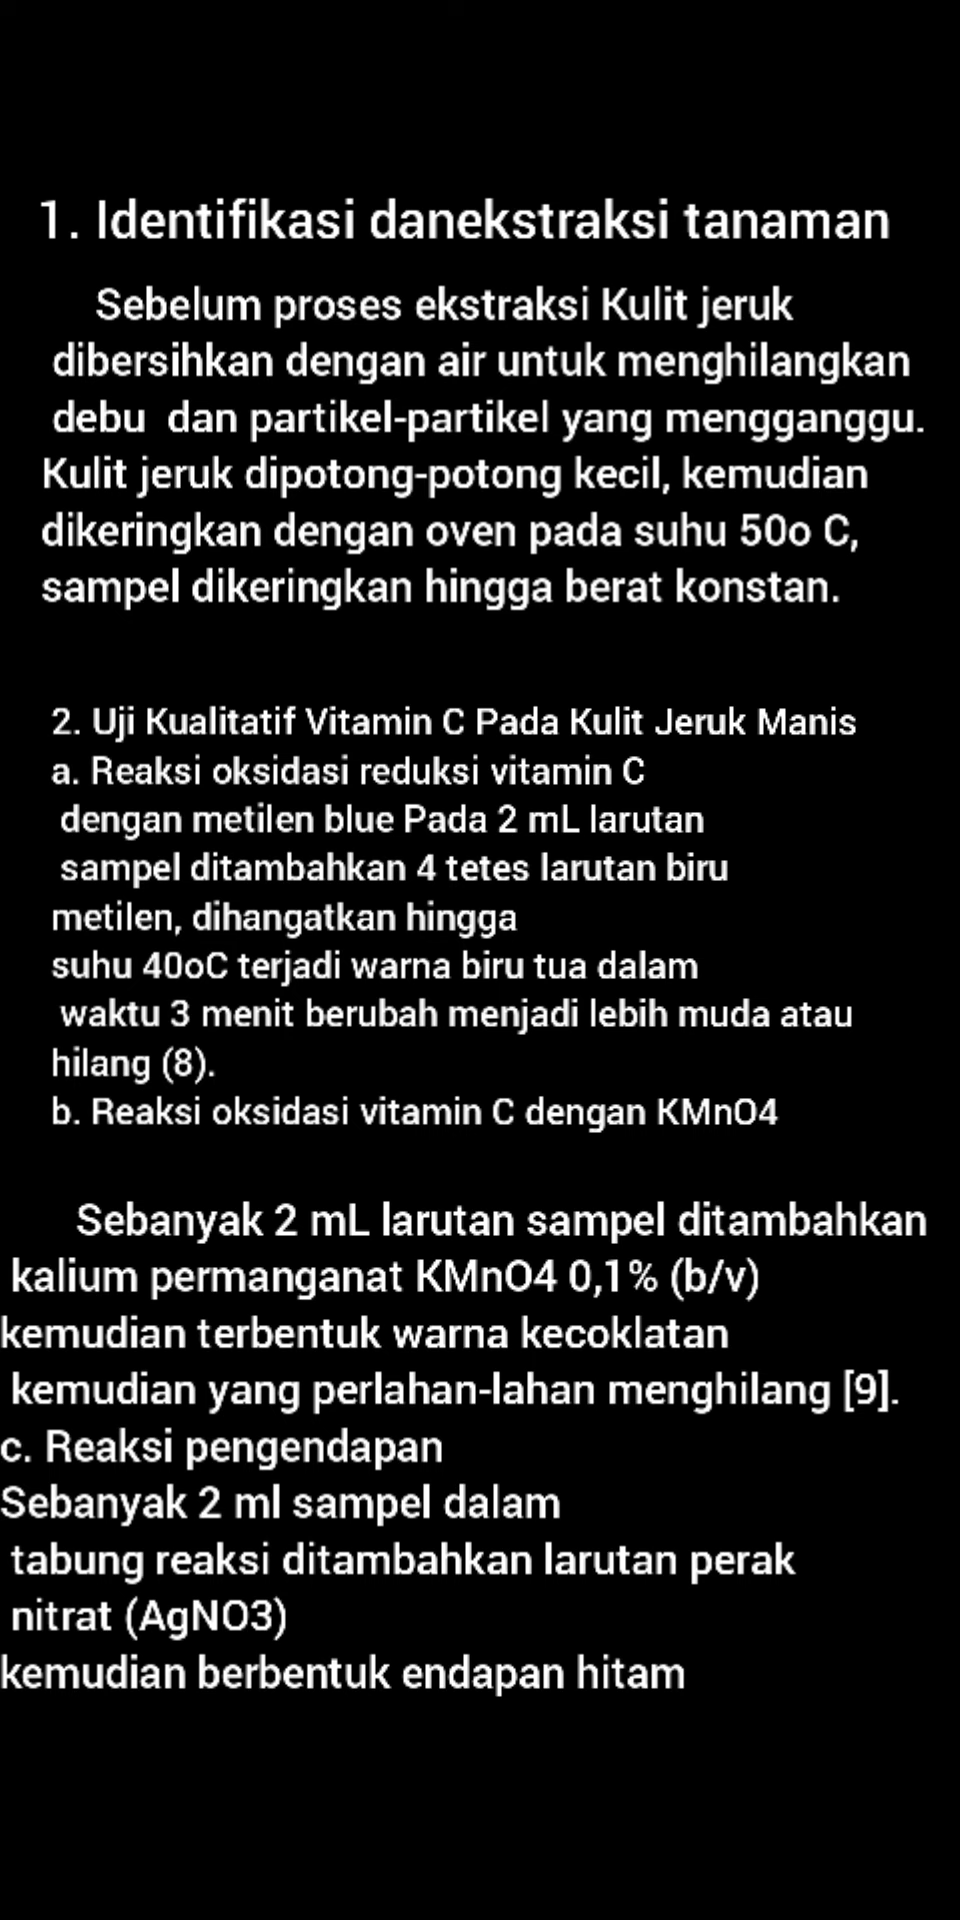 1. Identifikasi danekstraksi tanaman
Sebelum proses ekstraksi Kulit jeruk
dibersihkan dengan air untuk menghilangkan
debu dan partikel-partikel yang mengganggu.
Kulit jeruk dipotong-potong kecil, kemudian
dikeringkan dengan oven pada suhu 50o C,
sampel dikeringkan hingga berat konstan.
2. Uji Kualitatif Vitamin C Pada Kulit Jeruk Manis
a. Reaksi oksidasi reduksi vitamin C
dengan metilen blue Pada 2 mL larutan
sampel ditambahkan 4 tetes larutan biru
metilen, dihangatkan hingga
suhu 40oC terjadi warna biru tua dalam
waktu 3 menit berubah menjadi lebih muda atau
hilang (8).
b. Reaksi oksidasi vitamin C dengan KMnO4
Sebanyak 2 mL larutan sampel ditambahkan
kalium permanganat KMnO4 0,1% (b/v)
kemudian terbentuk warna kecoklatan
kemudian yang perlahan-lahan menghilang [9].
c. Reaksi pengendapan
Sebanyak 2 ml sampel dalam
tabung reaksi ditambahkan larutan perak
nitrat (AgNO3)
kemudian berbentuk endapan hitam